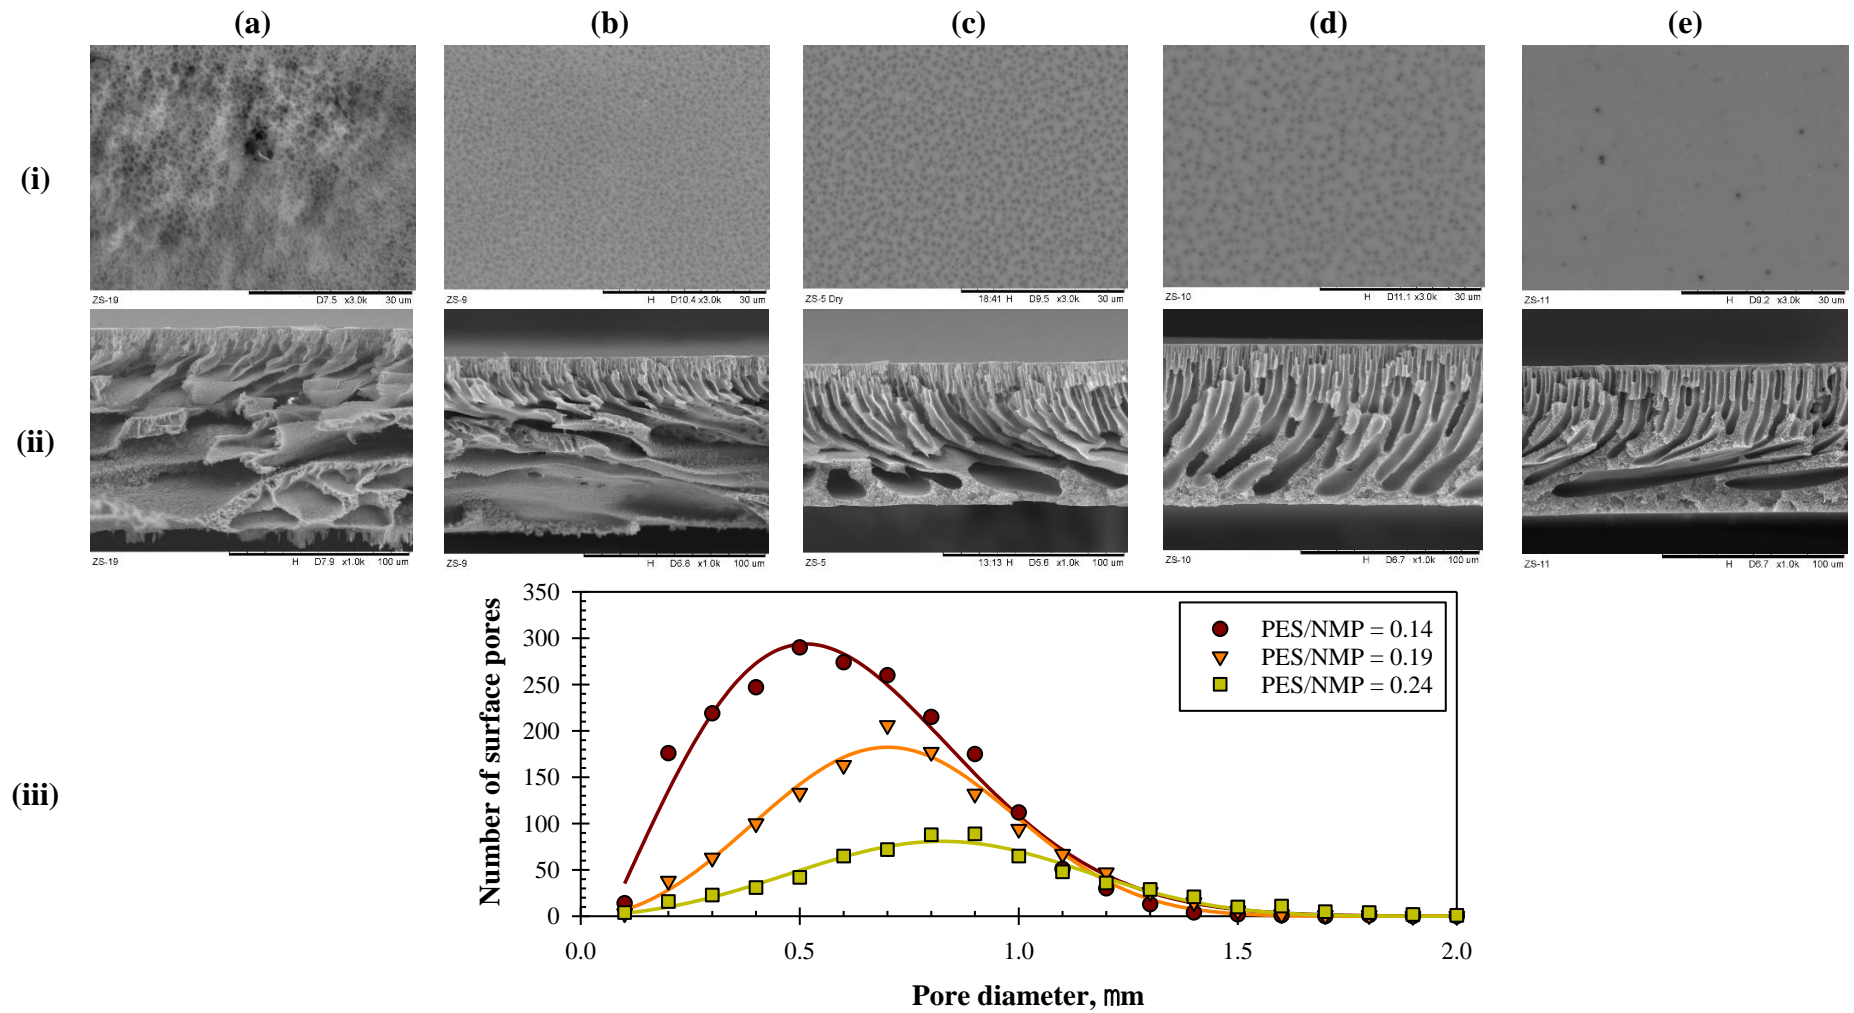 (a) (b) (c) (d) (e)
(i)
ZS-19 D7.5 x3.0k 30 um
ZS-9 H D10.4 x3.0k 30 um
ZS-5 Dry 18:41 H D9.5 x3.0k 30 um
ZS-10 H D11.1 x3.0k 30 um
ZS-11 H D9.2 x3.0k 30 um
(ii)
ZS-19 H D7.9 x1.0k 100 um
ZS-9 H D6.8 x1.0k 100 um
ZS-5 13:13 H D5.6 x1.0k 100 um
ZS-10 H D6.7 x1.0k 100 um
ZS-11 H D6.7 x1.0k 100 um
(iii)
Number of surface pores
350
300
250
200
150
100
50
0
0.0 0.5 1.0 1.5 2.0
Pore diameter, mm
PES/NMP = 0.14
PES/NMP = 0.19
PES/NMP = 0.24